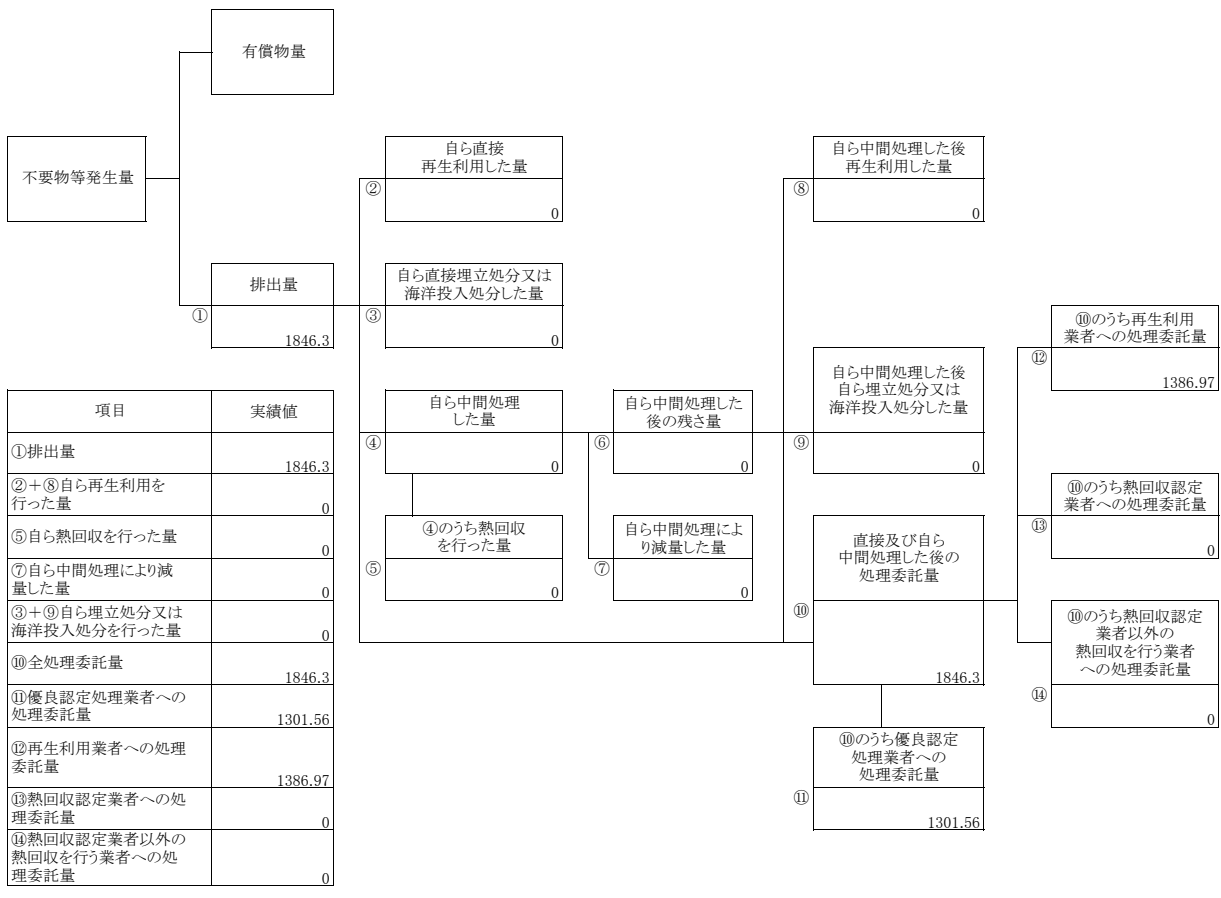 有償物量
不要物等発生量
排出量
①
1846.3
自ら直接
再生利用した量
②
0
自ら直接埋立処分又は
海洋投入処分した量
③
0
自ら中間処理
した量
④
0
④のうち熱回収
を行った量
⑤
0
自ら中間処理した
後の残さ量
⑥
0
自ら中間処理によ
り減量した量
⑦
0
自ら中間処理した後
再生利用した量
⑧
0
自ら中間処理した後
自ら埋立処分又は
海洋投入処分した量
⑨
0
直接及び自ら
中間処理した後の
処理委託量
⑩
1846.3
⑩のうち優良認定
処理業者への
処理委託量
⑪
1301.56
⑩のうち再生利用
業者への処理委託量
⑫
1386.97
⑩のうち熱回収認定
業者への処理委託量
⑬
0
⑩のうち熱回収認定
業者以外の
熱回収を行う業者
への処理委託量
⑭
0
項目 実績値
①排出量
1846.3
②＋⑧自ら再生利用を
行った量
0
⑤自ら熱回収を行った量
0
⑦自ら中間処理により減
量した量
0
③＋⑨自ら埋立処分又は
海洋投入処分を行った量
0
⑩全処理委託量
1846.3
⑪優良認定処理業者への
処理委託量
1301.56
⑫再生利用業者への処理
委託量
1386.97
⑬熱回収認定業者への処
理委託量
0
⑭熱回収認定業者以外の
熱回収を行う業者への処
理委託量
0